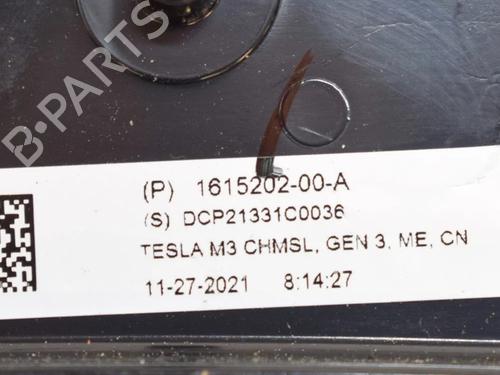 B-PARTS
(P) 1615202-00-A
(S) DCP21331C0036
TESLA M3 CHMSL, GEN 3, ME, CN
11-27-2021 8:14:27